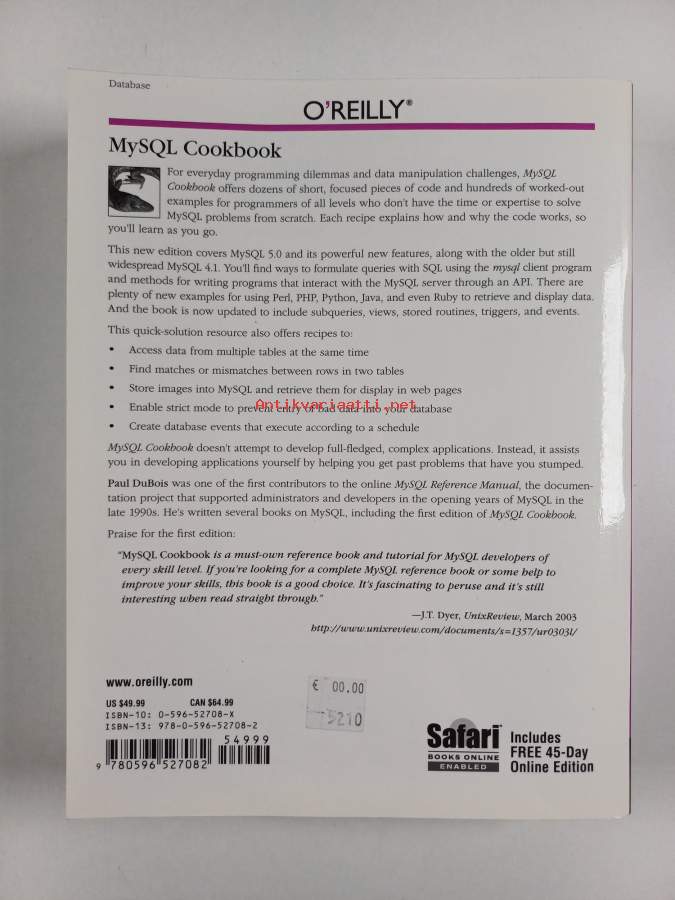 Database
O'REILLY®
MySQL Cookbook
For everyday programming dilemmas and data manipulation challenges, MySQL
Cookbook offers dozens of short, focused pieces of code and hundreds of worked-out
examples for programmers of all levels who don't have the time or expertise to solve
MySQL problems from scratch. Each recipe explains how and why the code works, so
you'll learn as you go.
This new edition covers MySQL 5.0 and its powerful new features, along with the older but still
widespread MySQL 4.1. You'll find ways to formulate queries with SQL using the mysql client program
and methods for writing programs that interact with the MySQL server through an API. There are
plenty of new examples for using Perl, PHP, Python, Java, and even Ruby to retrieve and display data.
And the book is now updated to include subqueries, views, stored routines, triggers, and events.
This quick-solution resource also offers recipes to:
• Access data from multiple tables at the same time
• Find matches or mismatches between rows in two tables
• Store images into MySQL and retrieve them for display in web pages
Antikvariaatti.net
• Enable strict mode to prevent entry of bad data into your database
• Create database events that execute according to a schedule
MySQL Cookbook doesn't attempt to develop full-fledged, complex applications. Instead, it assists
you in developing applications yourself by helping you get past problems that have you stumped.
Paul DuBois was one of the first contributors to the online MySQL Reference Manual, the documen-
tation project that supported administrators and developers in the opening years of MySQL in the
late 1990s. He's written several books on MySQL, including the first edition of MySQL Cookbook.
Praise for the first edition:
"MySQL Cookbook is a must-own reference book and tutorial for MySQL developers of
every skill level. If you're looking for a complete MySQL reference book or some help to
improve your skills, this book is a good choice. It's fascinating to peruse and it's still
interesting when read straight through."
—J.T. Dyer, UnixReview, March 2003
http://www.unixreview.com/documents/s=1357/ur0303l/
www.oreilly.com
€ 00.00
5210
US $49.99 CAN $64.99
ISBN-10: 0-596-52708-X
ISBN-13: 978-0-596-52708-2
54999
9 780596 527082
Safari
BOOKS ONLINE
ENABLED
Includes
FREE 45-Day
Online Edition